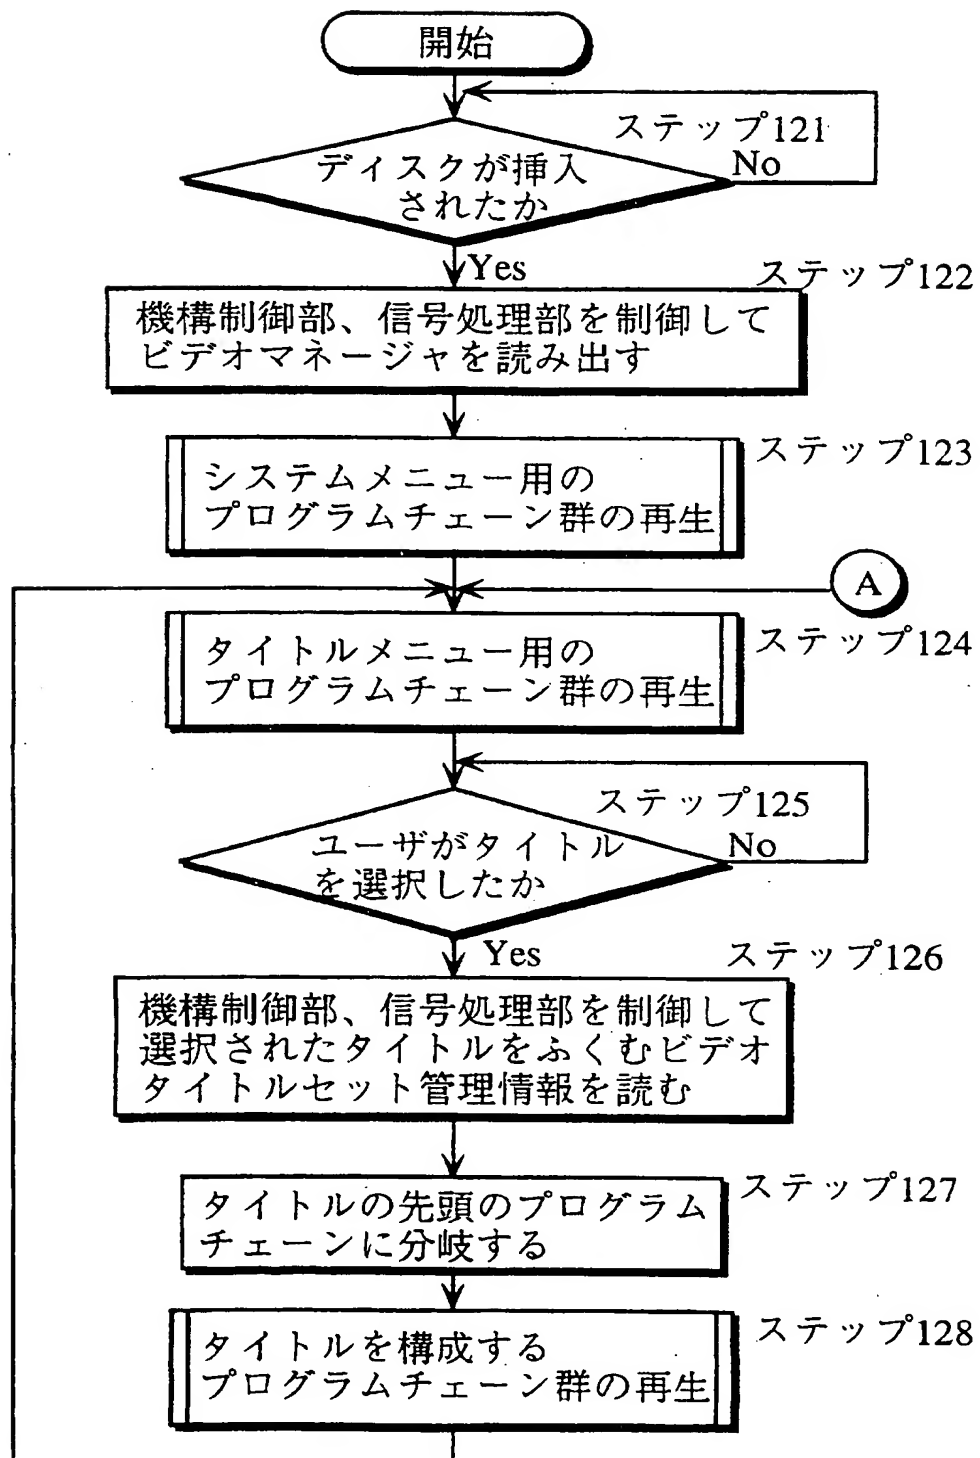 開始
ステップ121
No
ディスクが挿入
されたか
Yes
ステップ122
機構制御部、信号処理部を制御して
ビデオマネージャを読み出す
ステップ123
システムメニュー用の
プログラムチェーン群の再生
A
ステップ124
タイトルメニュー用の
プログラムチェーン群の再生
ステップ125
No
ユーザがタイトル
を選択したか
Yes
ステップ126
機構制御部、信号処理部を制御して
選択されたタイトルをふくむビデオ
タイトルセット管理情報を読む
ステップ127
タイトルの先頭のプログラム
チェーンに分岐する
ステップ128
タイトルを構成する
プログラムチェーン群の再生